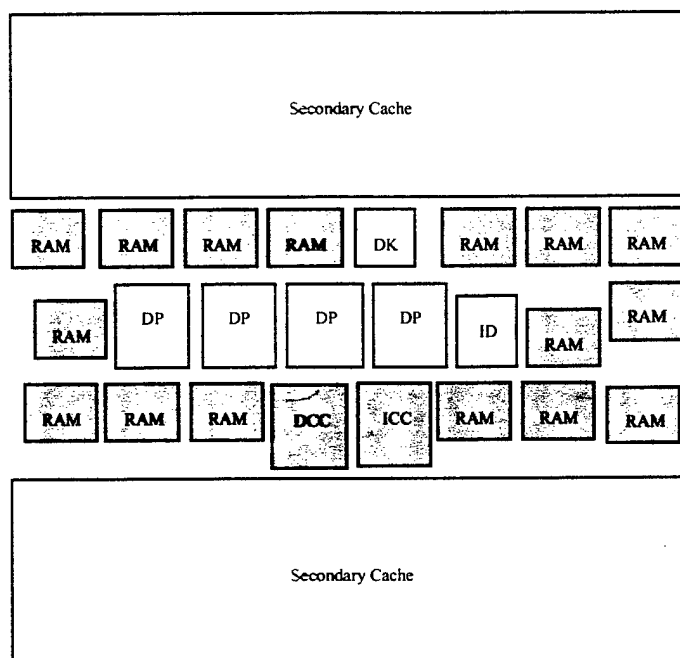 Secondary Cache
RAM RAM RAM RAM DK RAM RAM RAM
RAM DP DP DP DP ID RAM RAM
RAM RAM RAM DCC ICC RAM RAM RAM
Secondary Cache